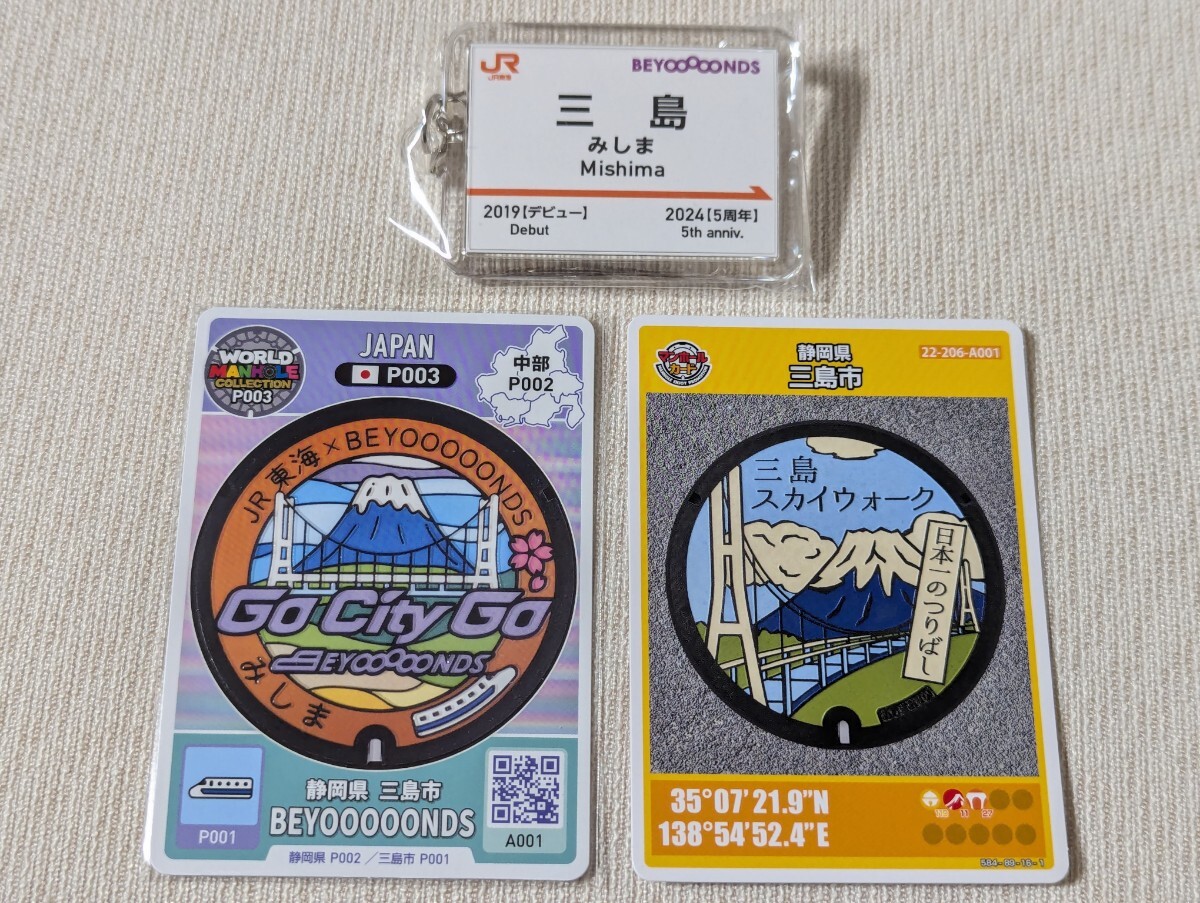 JR
JR東海
BEYOOOOONDS
三島
みしま
Mishima
2019【デビュー】
Debut
2024【5周年】
5th anniv.
WORLD
MANHOLE
COLLECTION
P003
JAPAN
P003
中部
P002
JR東海×BEYOOOOONDS
Go City Go
BEYOOOOONDS
みしま
P001
静岡県 三島市
BEYOOOOONDS
A001
静岡県 P002 / 三島市 P001
マンホール
カード
静岡県
三島市
22-206-A001
三島
スカイウォーク
日本一のつりばし
35°07'21.9"N
138°54'52.4"E
11
27